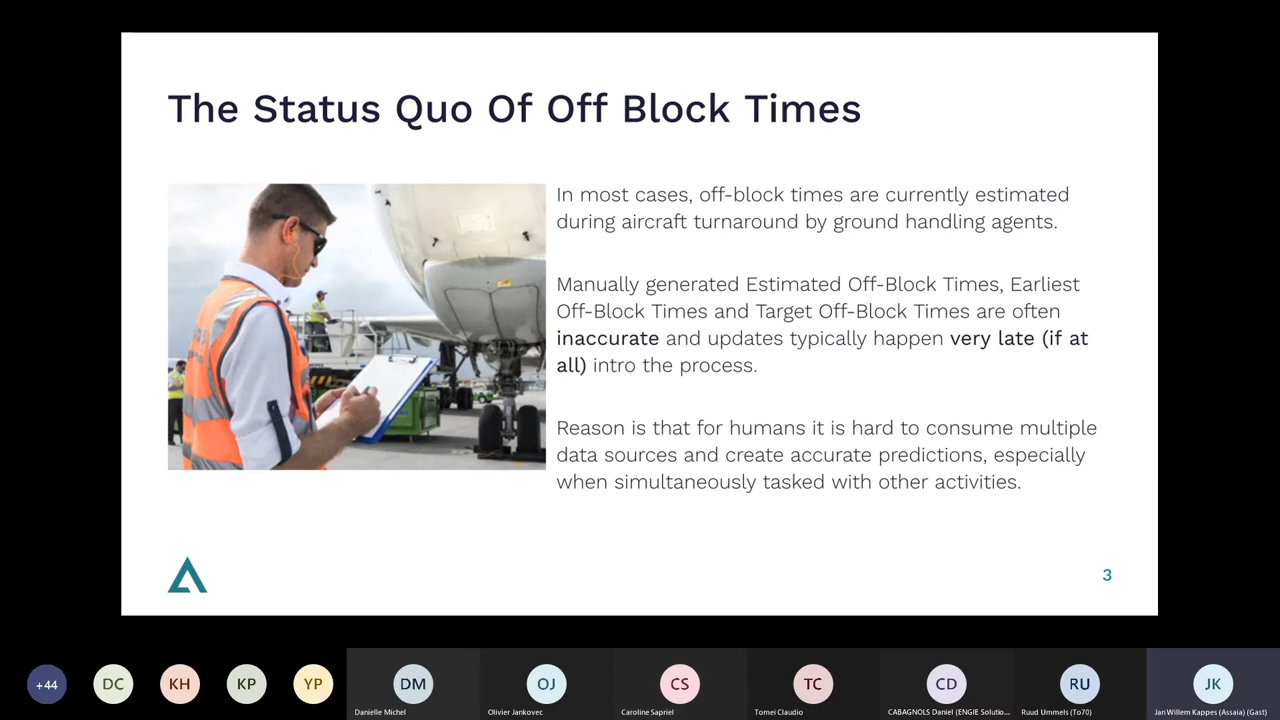 The Status Quo Of Off Block Times
In most cases, off-block times are currently estimated
during aircraft turnaround by ground handling agents.
Manually generated Estimated Off-Block Times, Earliest
Off-Block Times and Target Off-Block Times are often
inaccurate and updates typically happen very late (if at
all) intro the process.
Reason is that for humans it is hard to consume multiple
data sources and create accurate predictions, especially
when simultaneously tasked with other activities.
3
+44
DC
KH
KP
YP
DM
OJ
CS
TC
CD
RU
JK
Danielle Michel
Olivier Jankovec
Caroline Sapriel
Tomei Claudio
CABAGNOLS Daniel (ENGIE Solutio...
Ruud Ummels (To70)
Jan Willem Kappes (Assaia) (Gast)